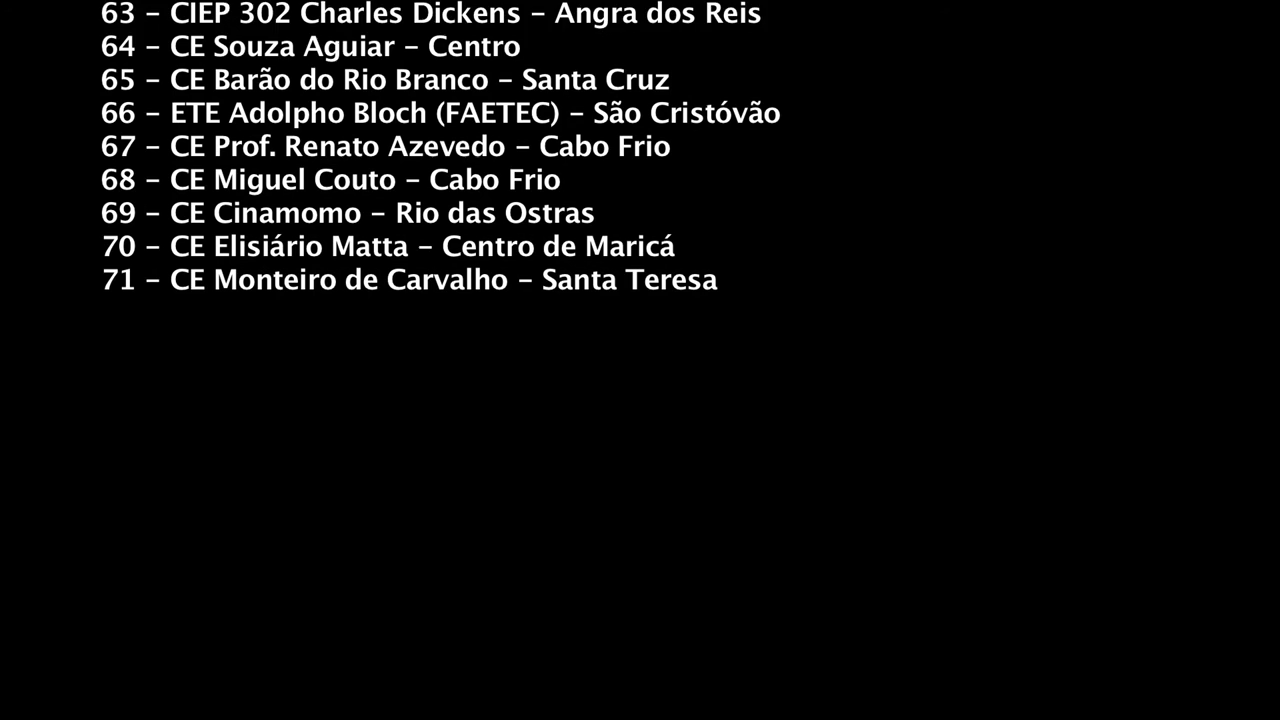 63 – CIEP 302 Charles Dickens – Angra dos Reis
64 – CE Souza Aguiar – Centro
65 – CE Barão do Rio Branco – Santa Cruz
66 – ETE Adolpho Bloch (FAETEC) – São Cristóvão
67 – CE Prof. Renato Azevedo – Cabo Frio
68 – CE Miguel Couto – Cabo Frio
69 – CE Cinamomo – Rio das Ostras
70 – CE Elisiário Matta – Centro de Maricá
71 – CE Monteiro de Carvalho – Santa Teresa